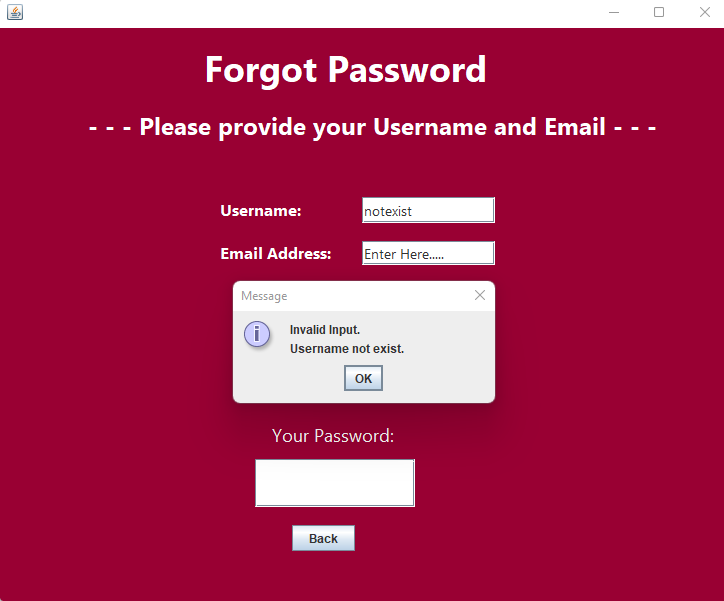 Forgot Password
- - - Please provide your Username and Email - - -
Username: notexist
Email Address: Enter Here.....
Message
i Invalid Input.
Username not exist.
OK
Your Password:
Back